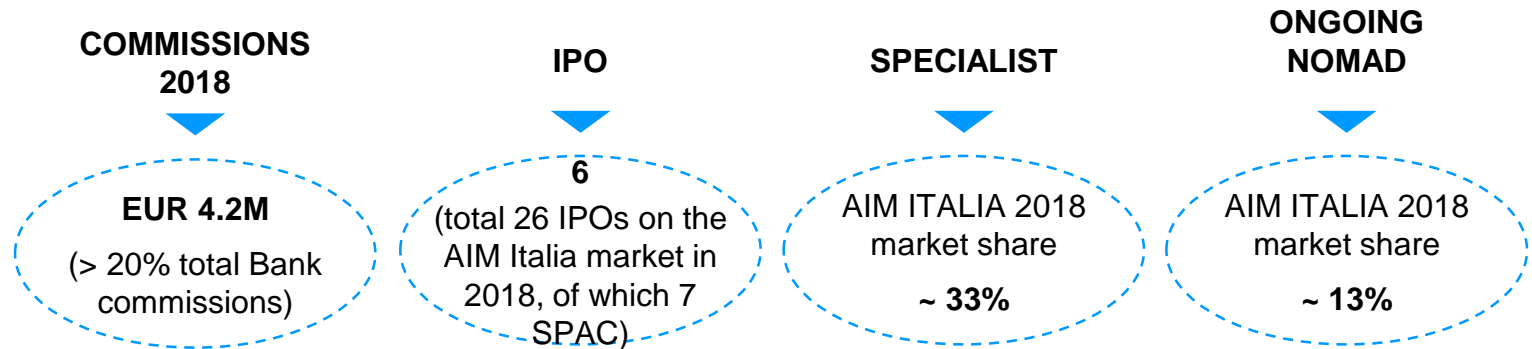 COMMISSIONS
2018
IPO
SPECIALIST
ONGOING
NOMAD
EUR 4.2M
(> 20% total Bank
commissions)
6
(total 26 IPOs on the
AIM Italia market in
2018, of which 7
SPAC)
AIM ITALIA 2018
market share
~ 33%
AIM ITALIA 2018
market share
~ 13%